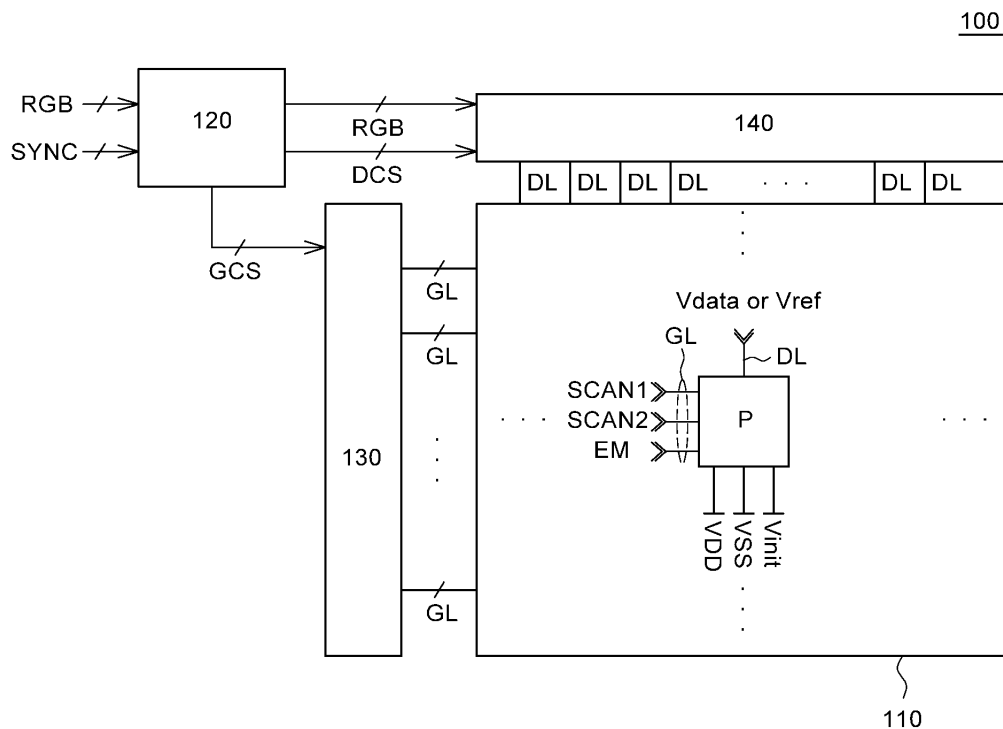 100
RGB
SYNC
120
RGB
DCS
140
DL DL DL DL · · · DL DL
GCS
GL
GL
GL
130
Vdata or Vref
GL
DL
SCAN1
SCAN2
EM
P
VDD
VSS
Vinit
110